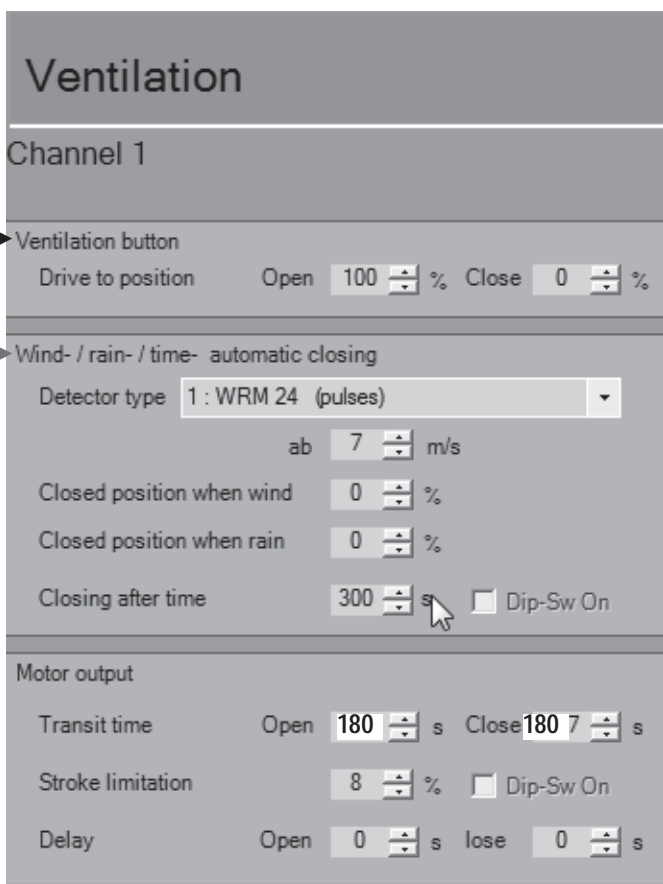 Ventilation
Channel 1
Ventilation button
Drive to position Open 100 % Close 0 %
Wind- / rain- / time- automatic closing
Detector type 1 : WRM 24 (pulses)
ab 7 m/s
Closed position when wind 0 %
Closed position when rain 0 %
Closing after time 300 s Dip-Sw On
Motor output
Transit time Open 180 s Close 180 7 s
Stroke limitation 8 % Dip-Sw On
Delay Open 0 s lose 0 s